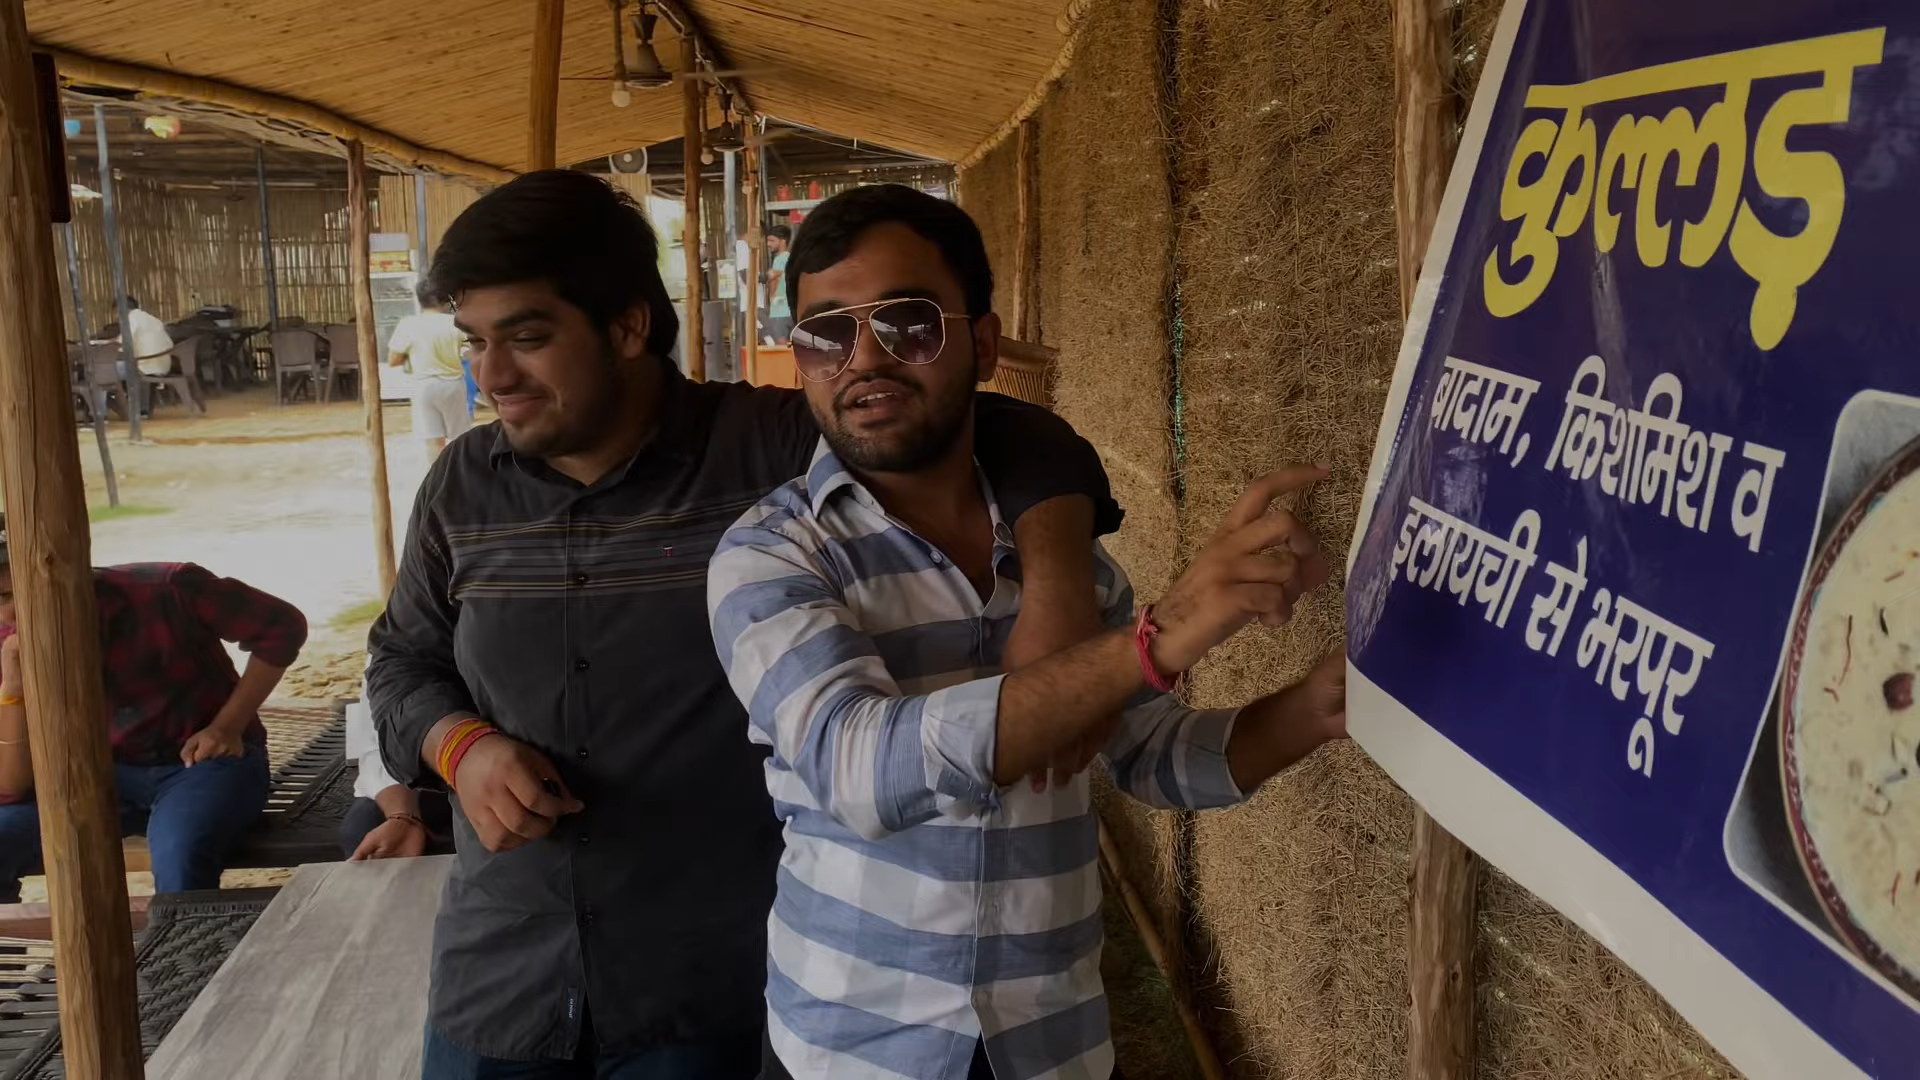 कुल्लड़
बादाम, किशमिश व
इलायची से भरपूर